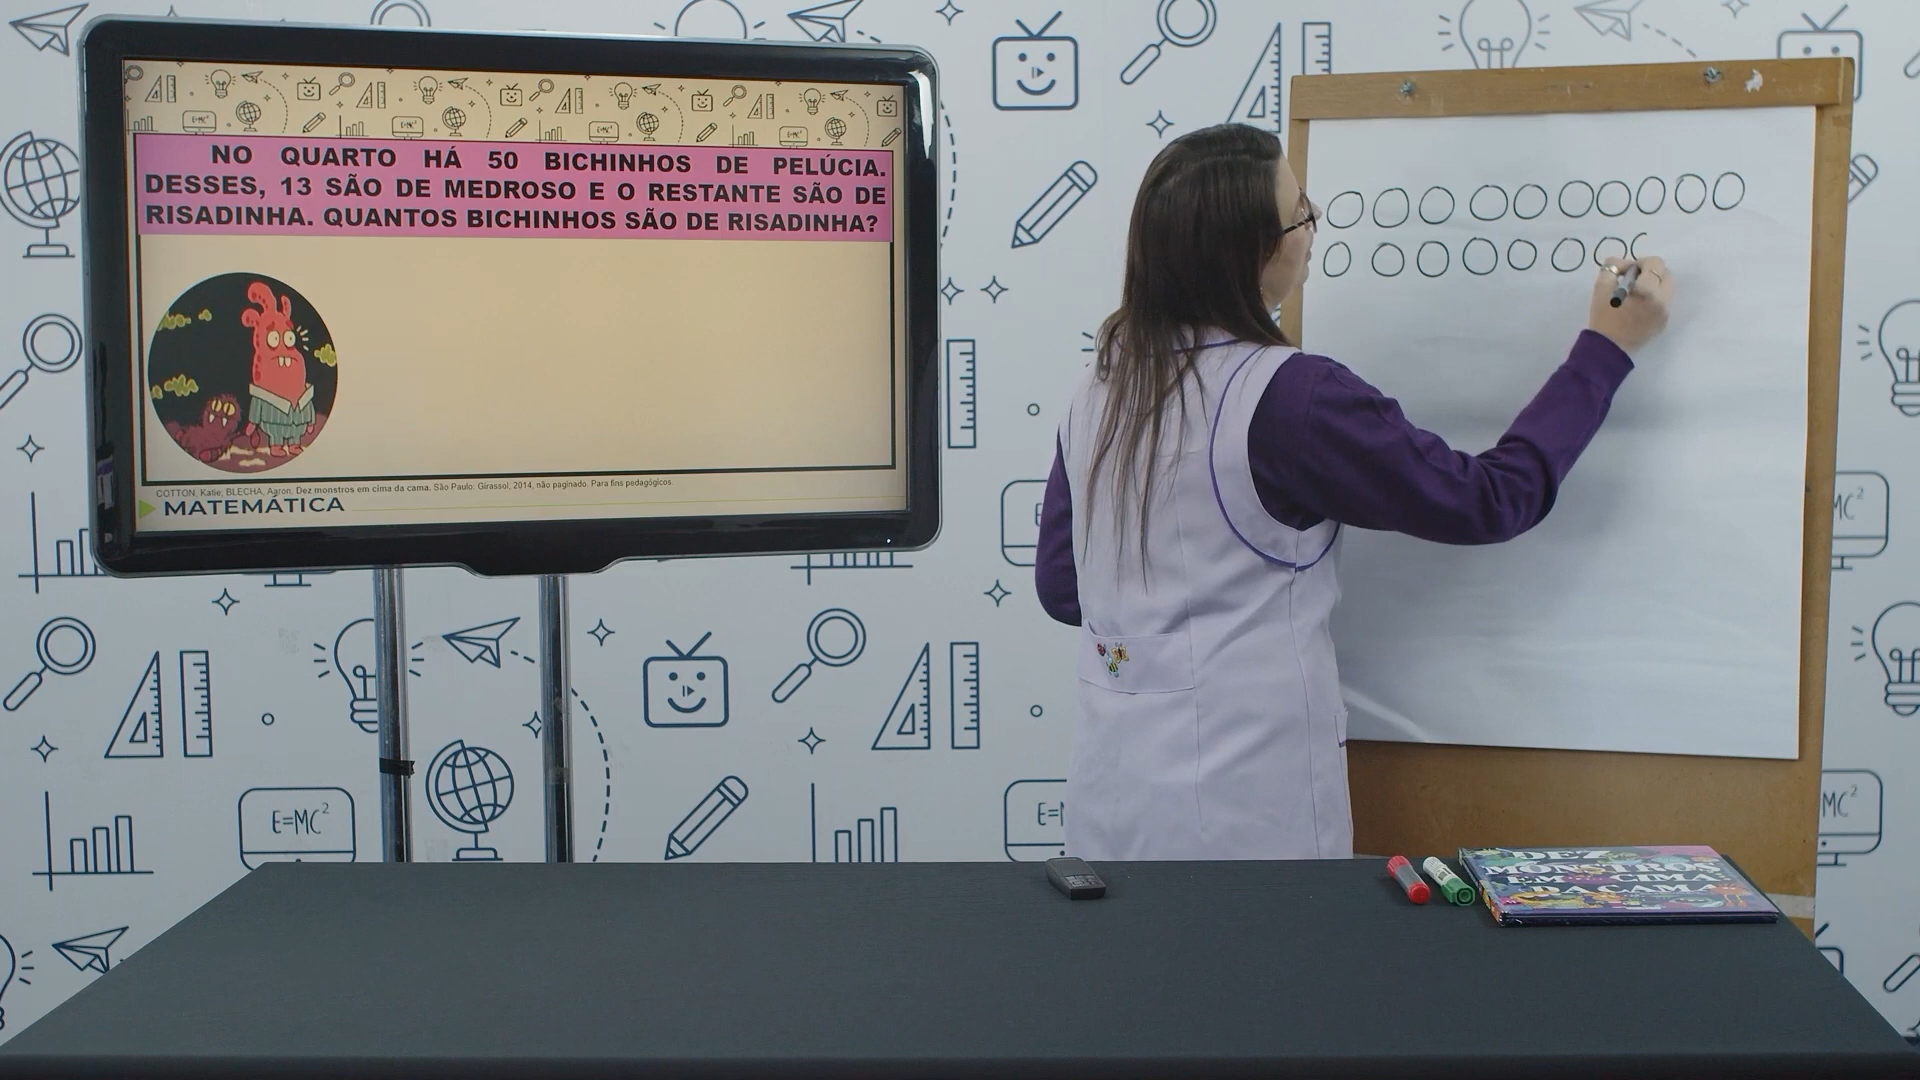 NO QUARTO HÁ 50 BICHINHOS DE PELÚCIA.
DESSES, 13 SÃO DE MEDROSO E O RESTANTE SÃO DE
RISADINHA. QUANTOS BICHINHOS SÃO DE RISADINHA?
COTTON, Katie; BLECHA, Aaron. Dez monstros em cima da cama. São Paulo: Girassol, 2014, não paginado. Para fins pedagógicos.
MATEMÁTICA
E=MC²
DEZ
MONSTROS
EM CIMA
DA CAMA